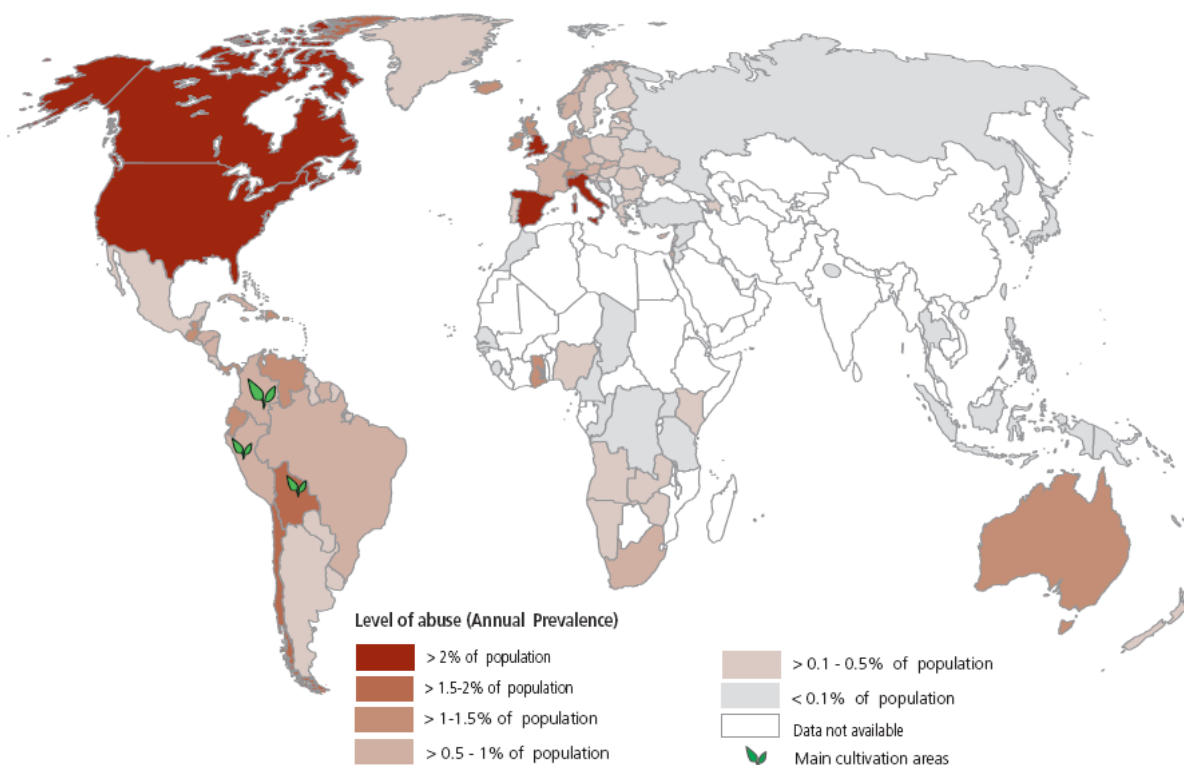 Level of abuse (Annual Prevalence)
> 2% of population
> 1.5-2% of population
> 1-1.5% of population
> 0.5 - 1% of population
> 0.1 - 0.5% of population
< 0.1% of population
Data not available
Main cultivation areas